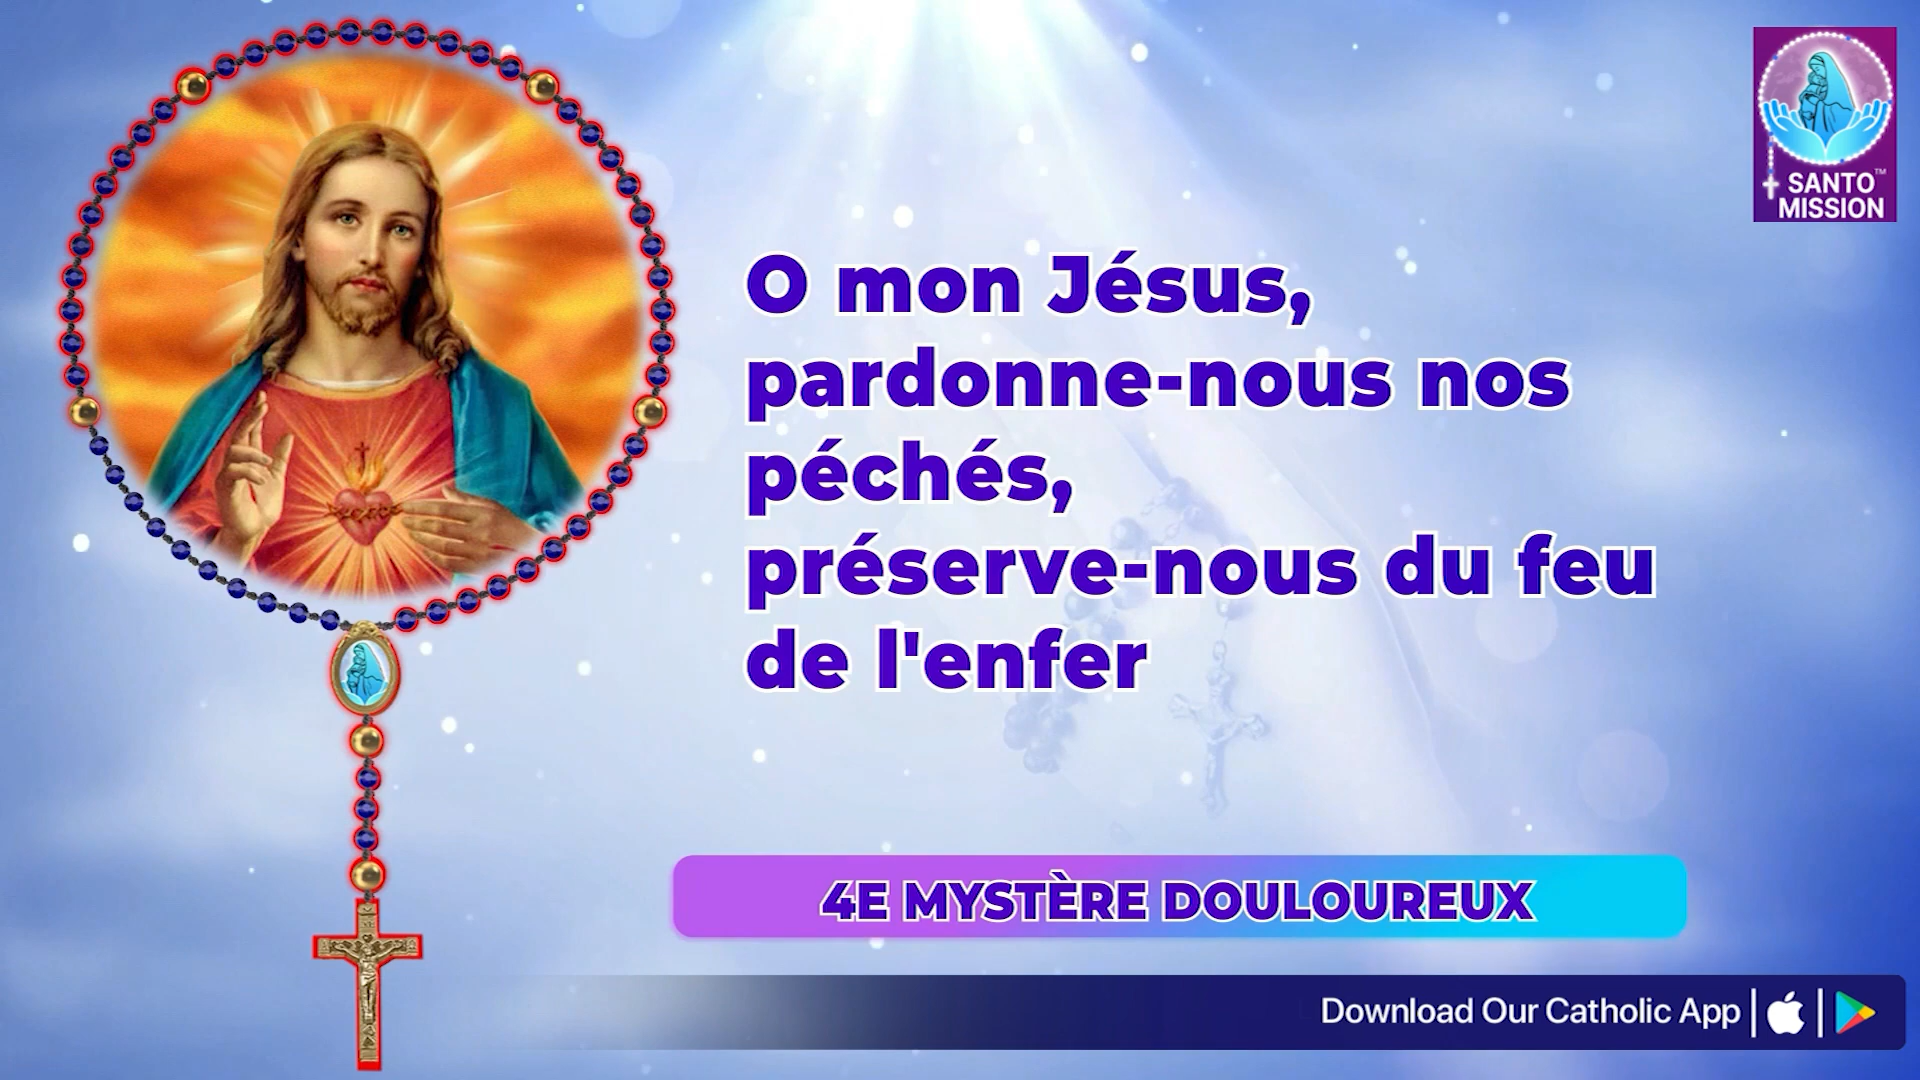 SANTO™
MISSION
O mon Jésus,
pardonne-nous nos
péchés,
préserve-nous du feu
de l'enfer
4E MYSTÈRE DOULOUREUX
Download Our Catholic App